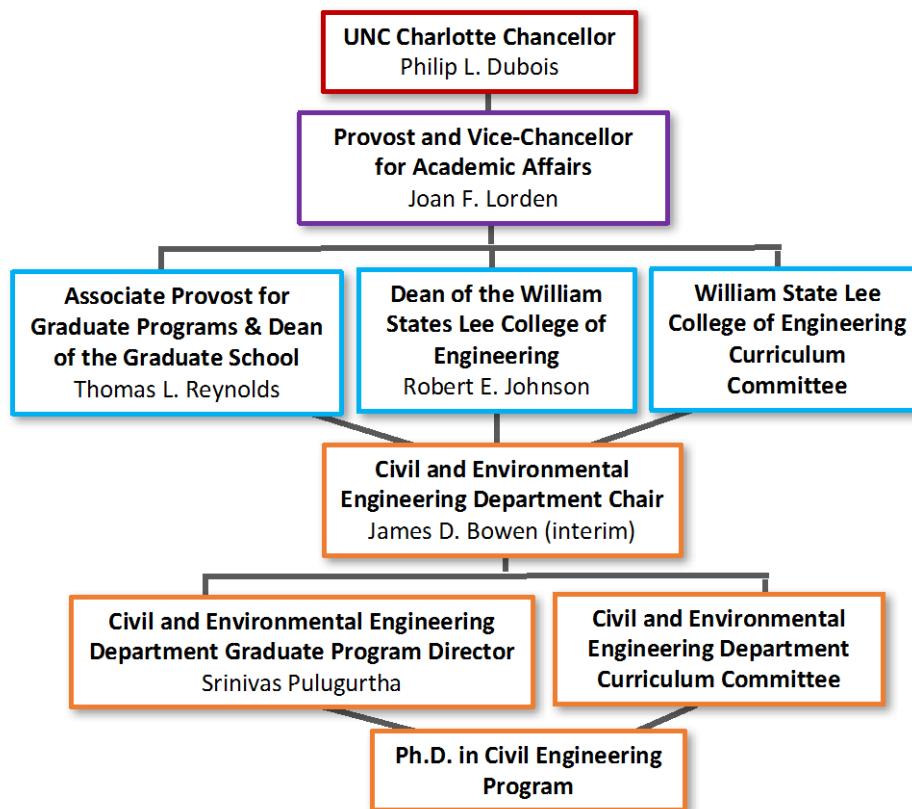 UNC Charlotte Chancellor
Philip L. Dubois
Provost and Vice-Chancellor
for Academic Affairs
Joan F. Lorden
Associate Provost for
Graduate Programs & Dean
of the Graduate School
Thomas L. Reynolds
Dean of the William
States Lee College of
Engineering
Robert E. Johnson
William State Lee
College of Engineering
Curriculum
Committee
Civil and Environmental
Engineering Department Chair
James D. Bowen (interim)
Civil and Environmental Engineering
Department Graduate Program Director
Srinivas Pulugurtha
Civil and Environmental
Engineering Department
Curriculum Committee
Ph.D. in Civil Engineering
Program